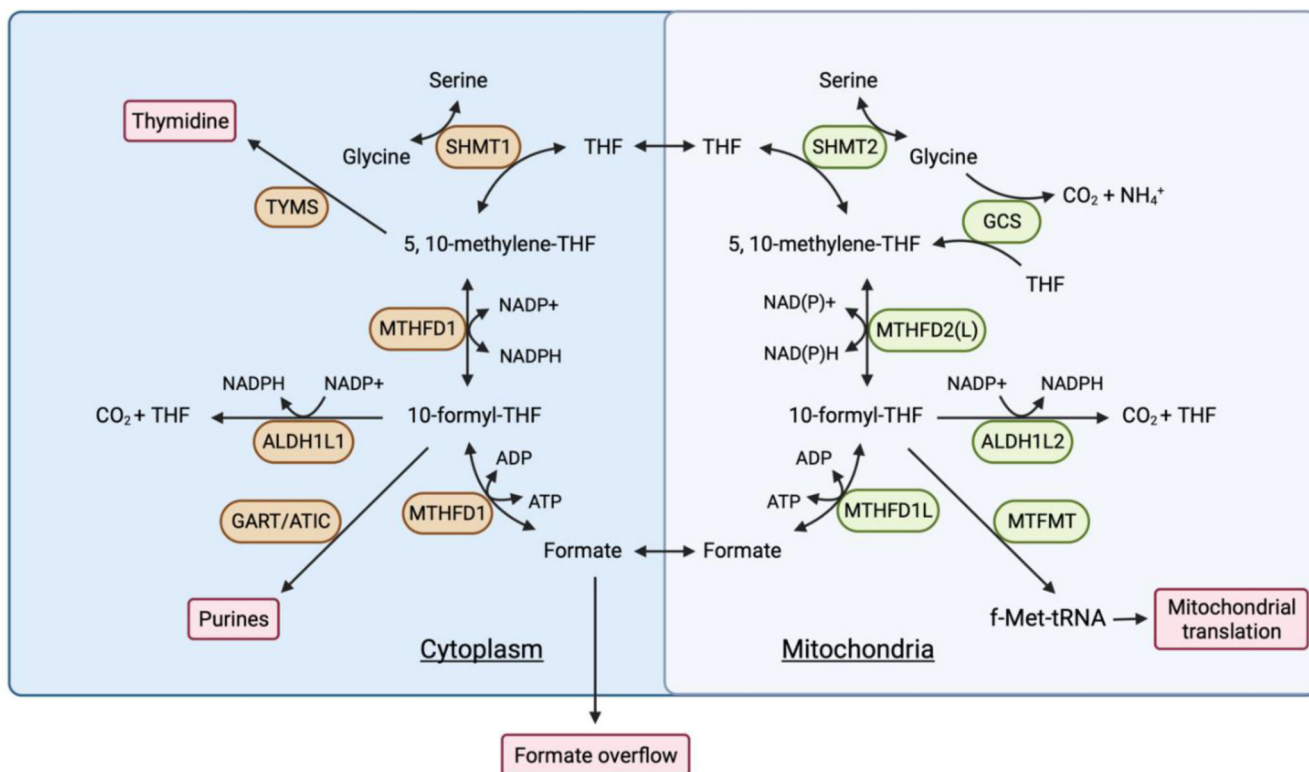 Serine
Serine
Thymidine
Glycine
SHMT1
THF
THF
SHMT2
Glycine
CO₂ + NH₄⁺
TYMS
GCS
5, 10-methylene-THF
5, 10-methylene-THF
THF
NADP+
NAD(P)+
MTHFD1
MTHFD2(L)
NADPH
NAD(P)H
NADPH
NADP+
NADP+
NADPH
CO₂ + THF
10-formyl-THF
10-formyl-THF
CO₂ + THF
ALDH1L1
ALDH1L2
ADP
ADP
GART/ATIC
MTHFD1
ATP
ATP
MTHFD1L
MTFMT
Formate
Formate
Purines
f-Met-tRNA
Mitochondrial
translation
Cytoplasm
Mitochondria
Formate overflow